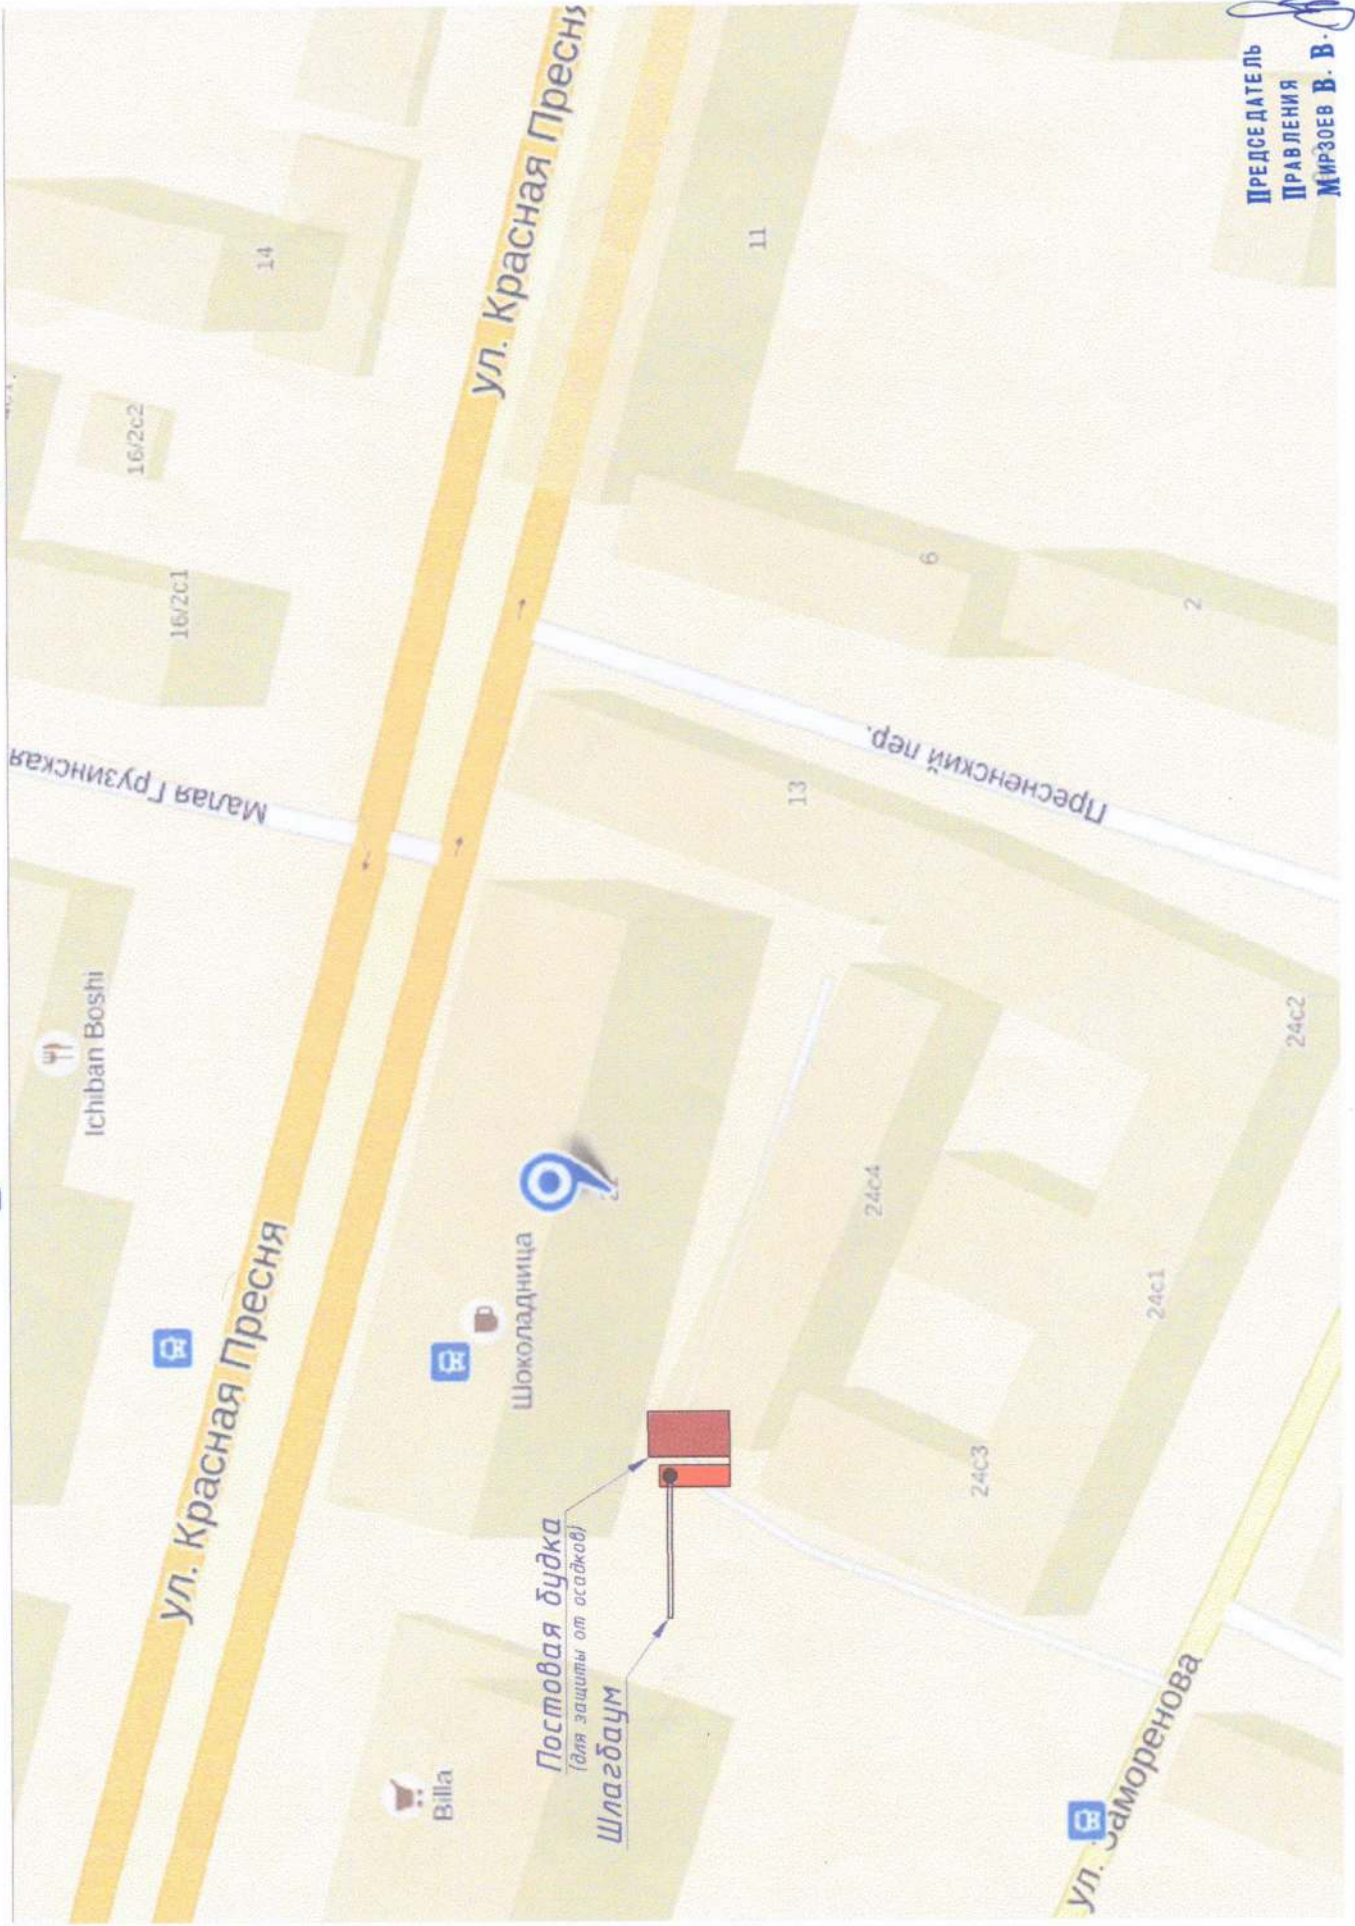 Ichiban Boshi
Малая Грузинская
16/2с1
16/2с2
14
ул. Красная Пресня
ул. Красная Пресня
Шоколадница
Billa
Постовая будка
(для защиты от осадков)
Шлагбаум
13
11
6
2
Пресненский пер.
24с4
24с3
24с1
24с2
ул. Заморенова
ПРЕДСЕДАТЕЛЬ
ПРАВЛЕНИЯ
МИРЗОЕВ В. В.